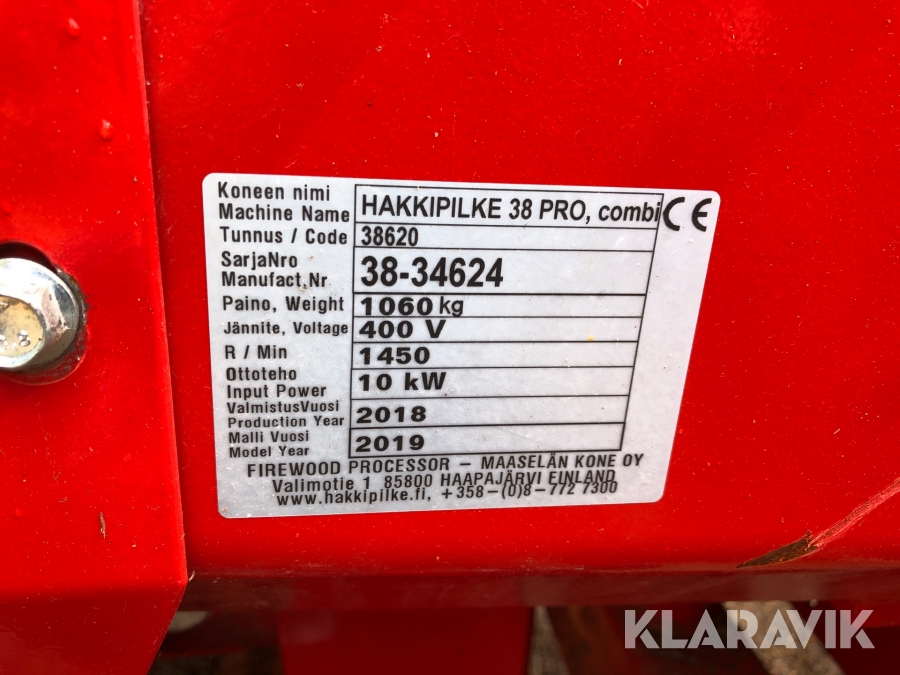 Koneen nimi
Machine Name HAKKIPILKE 38 PRO, combi CE
Tunnus / Code 38620
SarjaNro
Manufact.Nr 38-34624
Paino, Weight 1060 kg
Jännite, Voltage 400 V
R / Min 1450
Ottoteho
Input Power 10 kW
ValmistusVuosi
Production Year 2018
Malli Vuosi
Model Year 2019
FIREWOOD PROCESSOR – MAASELÄN KONE OY
Valimotie 1 85800 HAAPAJÄRVI FINLAND
www.hakkipilke.fi, +358-(0)8-772 7300
KLARAVIK